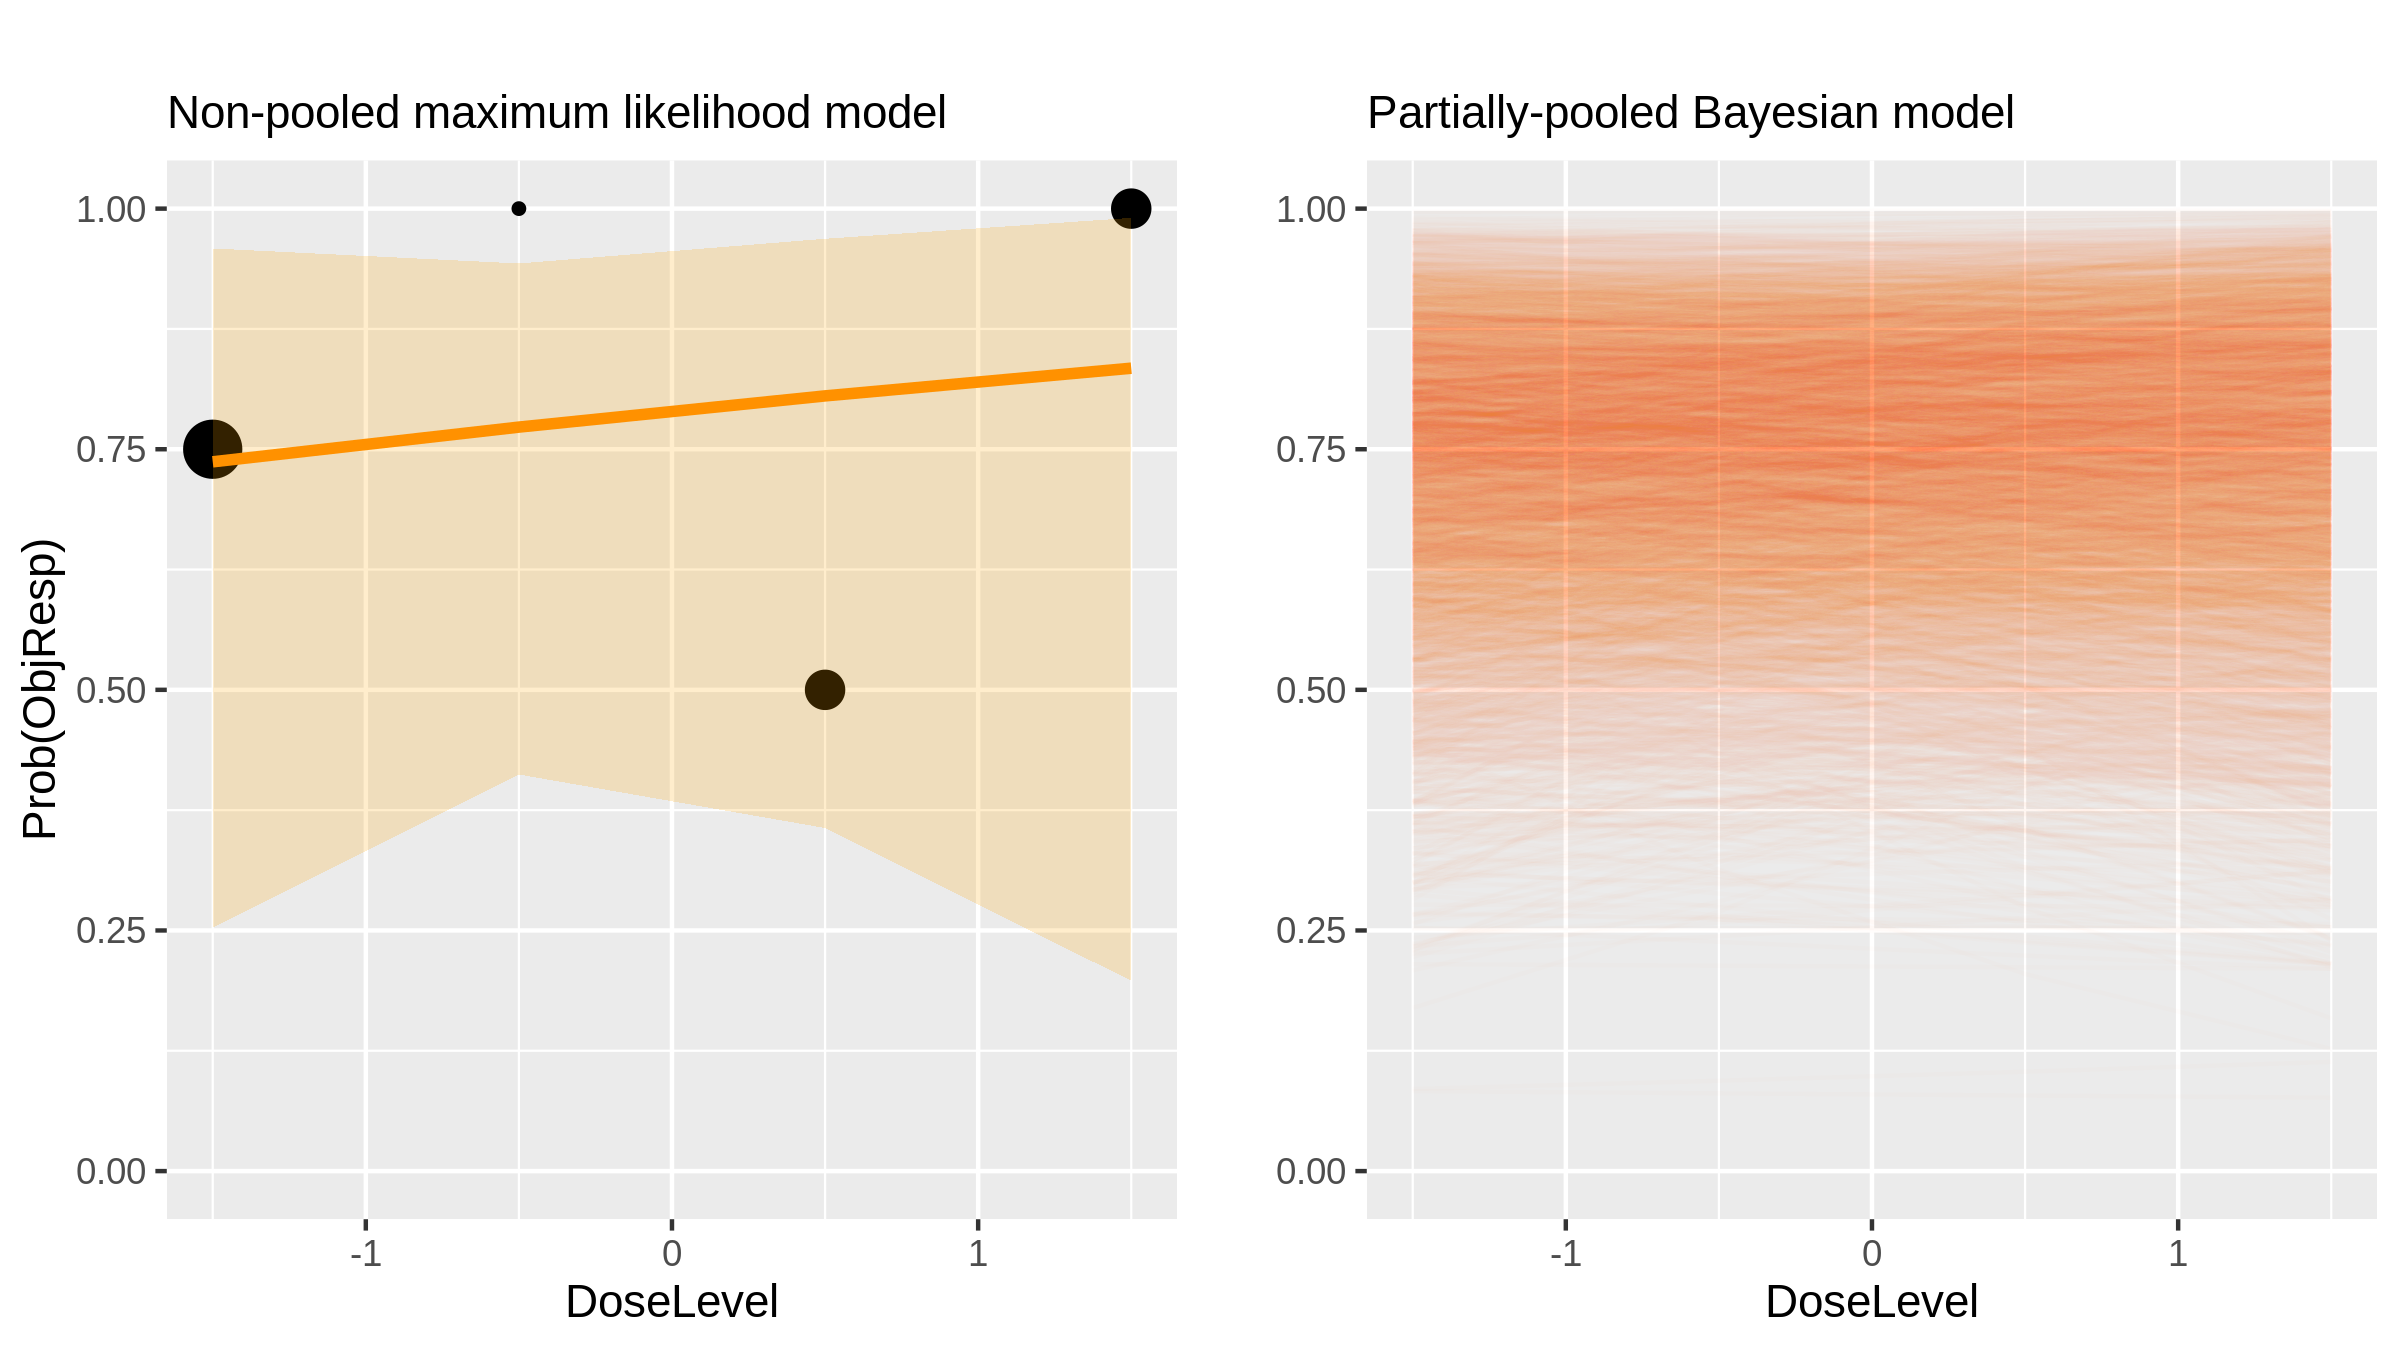 Non-pooled maximum likelihood model
Prob(ObjResp)
1.00
0.75
0.50
0.25
0.00
-1 0 1
DoseLevel
Partially-pooled Bayesian model
1.00
0.75
0.50
0.25
0.00
-1 0 1
DoseLevel